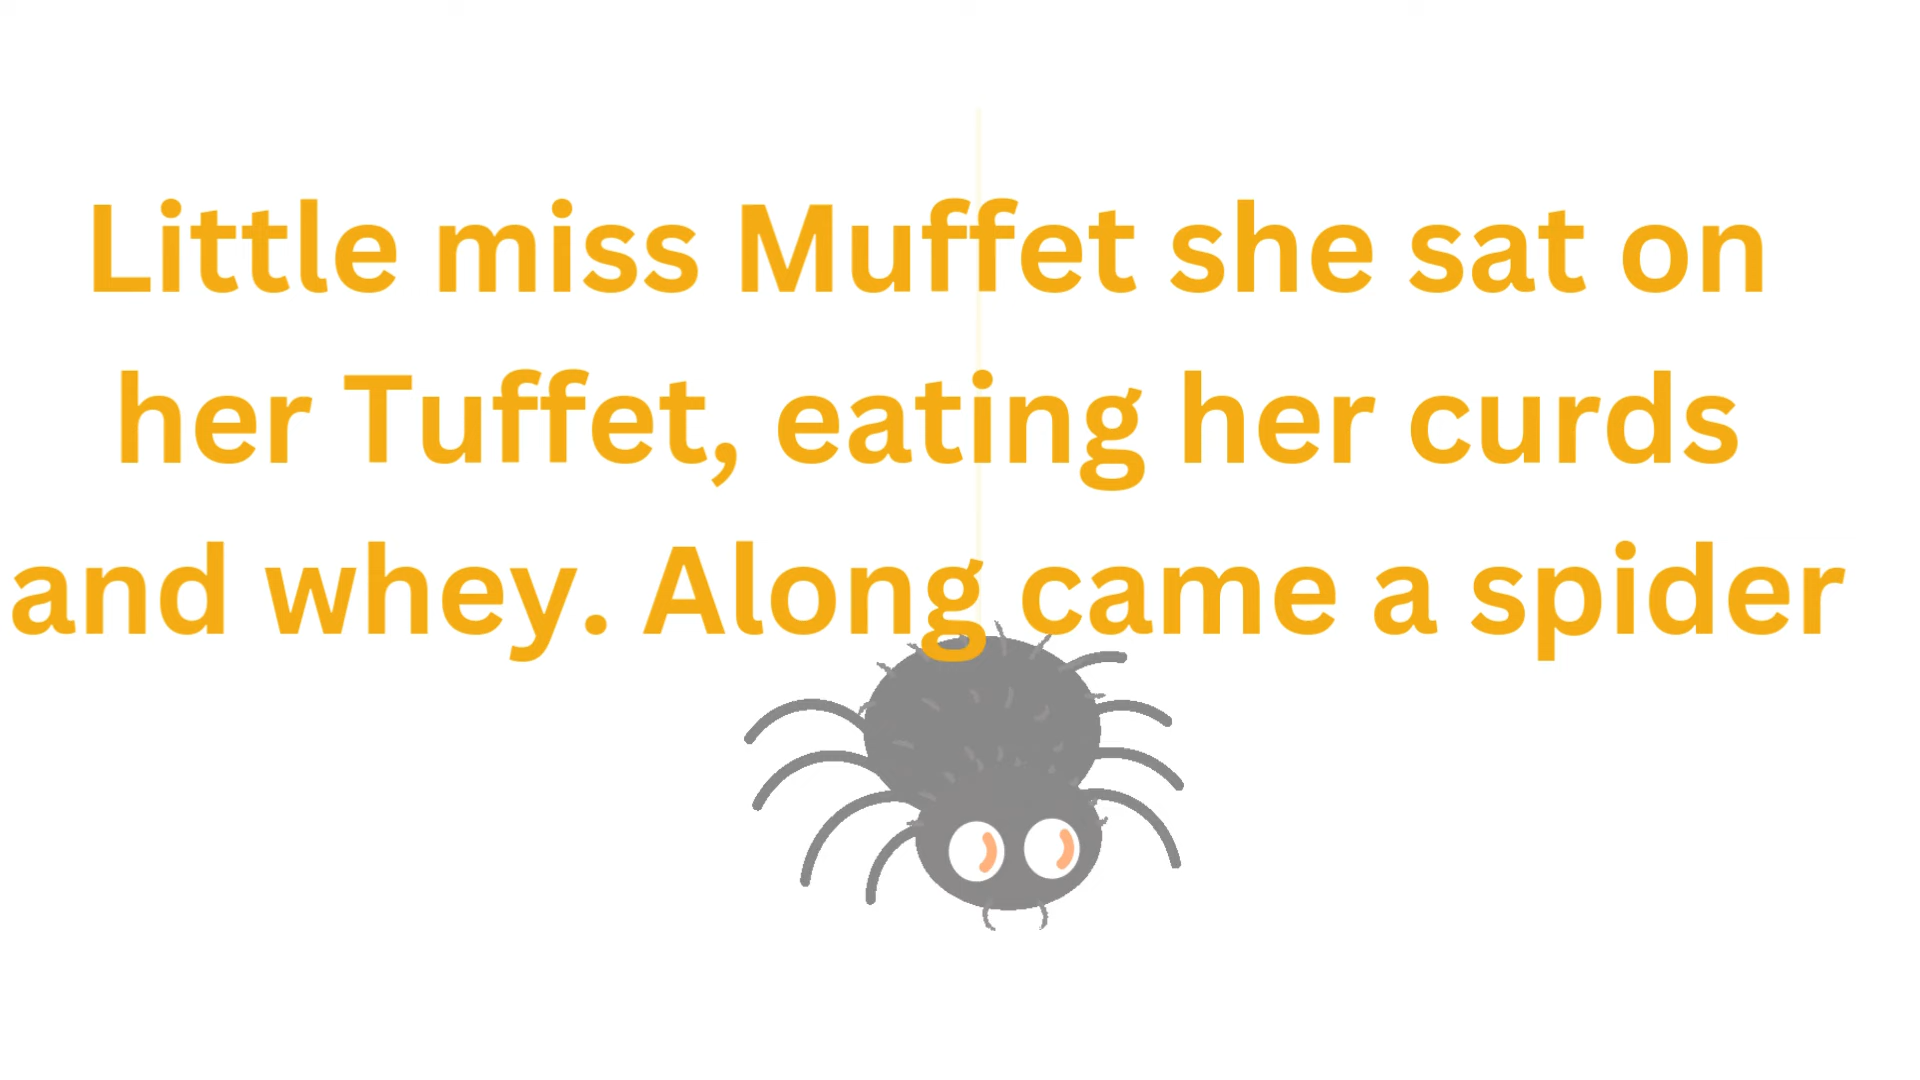 Little miss Muffet she sat on
her Tuffet, eating her curds
and whey. Along came a spider